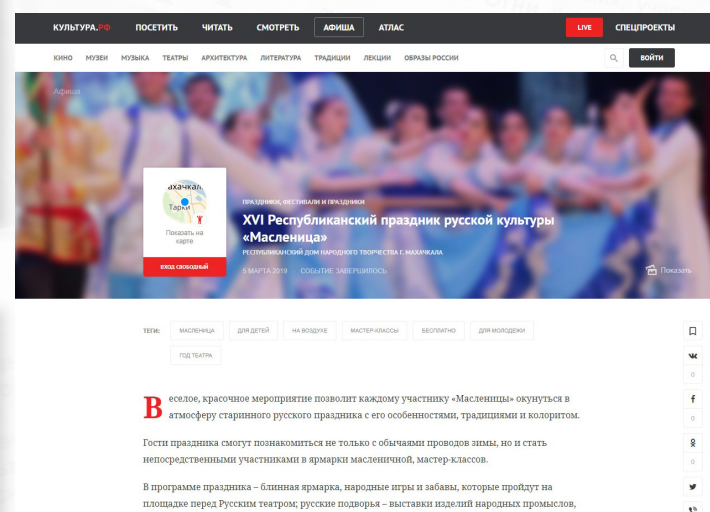 КУЛЬТУРА.РФ ПОСЕТИТЬ ЧИТАТЬ СМОТРЕТЬ АФИША АТЛАС LIVE СПЕЦПРОЕКТЫ
КИНО МУЗЕИ МУЗЫКА ТЕАТРЫ АРХИТЕКТУРА ЛИТЕРАТУРА ТРАДИЦИИ ЛЕКЦИИ ОБРАЗЫ РОССИИ ВОЙТИ
Афиша
ахачкал
Тарки
Показать на
карте
ВХОД СВОБОДНЫЙ
ПРАЗДНИКИ, ФЕСТИВАЛИ И ПРАЗДНИКИ
XVI Республиканский праздник русской культуры
«Масленица»
РЕСПУБЛИКАНСКИЙ ДОМ НАРОДНОГО ТВОРЧЕСТВА Г. МАХАЧКАЛА
5 МАРТА 2019 СОБЫТИЕ ЗАВЕРШИЛОСЬ
Показать
ТЕГИ: МАСЛЕНИЦА ДЛЯ ДЕТЕЙ НА ВОЗДУХЕ МАСТЕР-КЛАССЫ БЕСПЛАТНО ДЛЯ МОЛОДЕЖИ
ГОД ТЕАТРА
Веселое, красочное мероприятие позволит каждому участнику «Масленицы» окунуться в
атмосферу старинного русского праздника с его особенностями, традициями и колоритом.
Гости праздника смогут познакомиться не только с обычаями проводов зимы, но и стать
непосредственными участниками в ярмарки масленичной, мастер-классов.
В программе праздника – блинная ярмарка, народные игры и забавы, которые пройдут на
площадке перед Русским театром; русские подворья – выставки изделий народных промыслов,
0
0
0